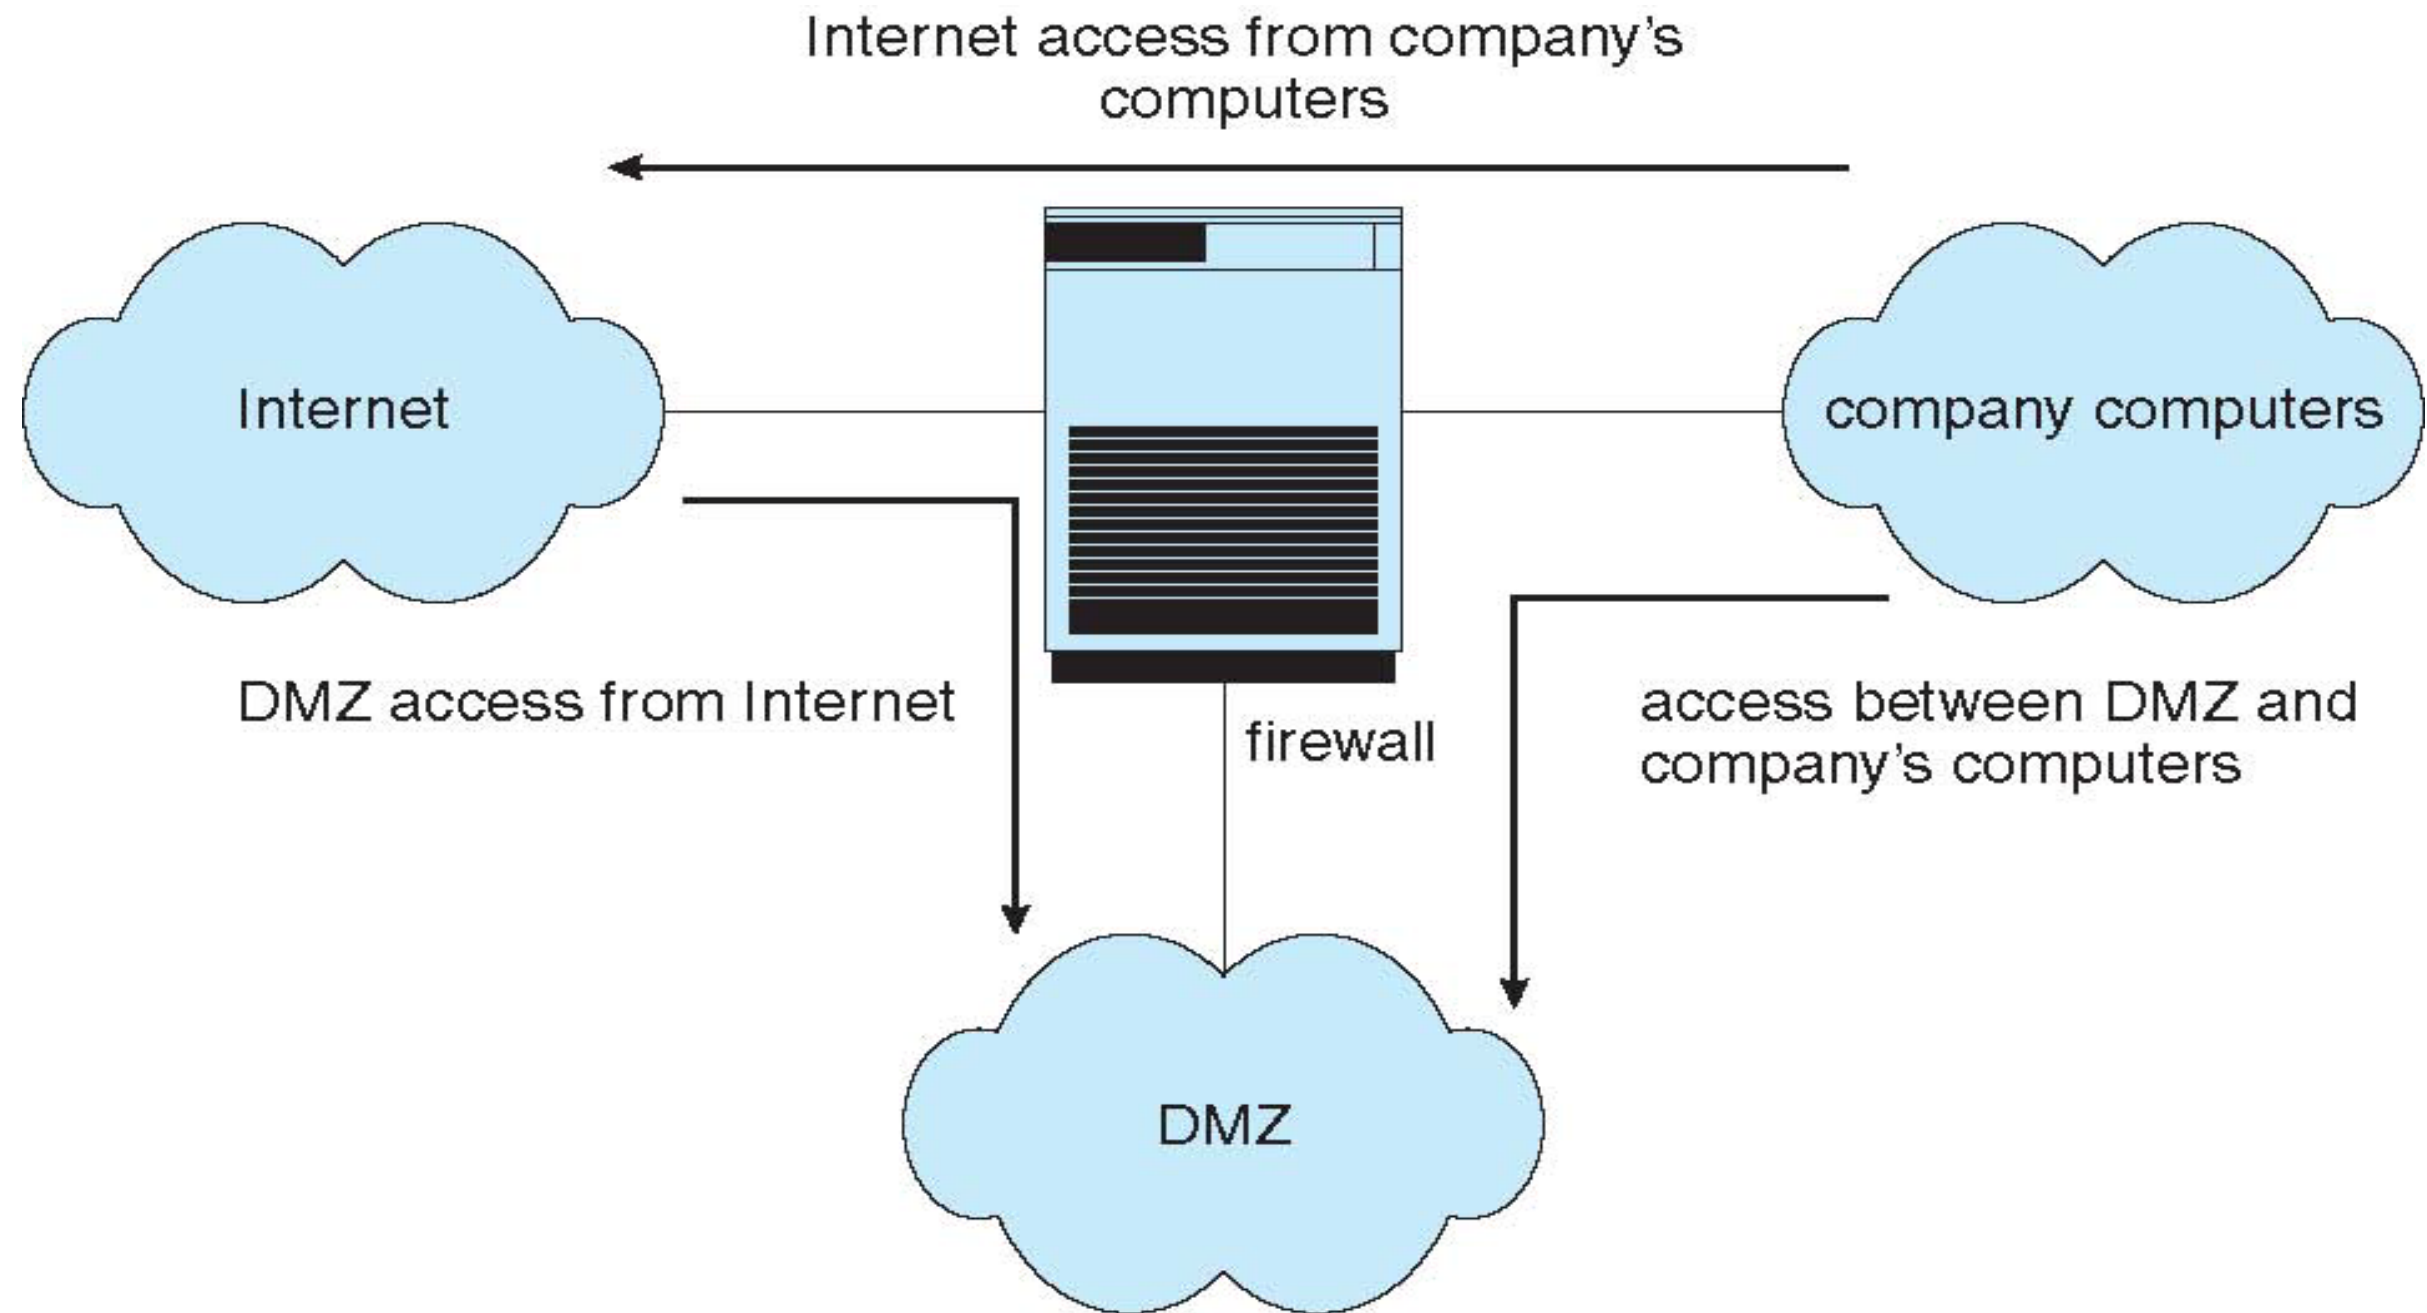 Internet access from company's
computers
Internet
company computers
DMZ access from Internet
firewall
access between DMZ and
company's computers
DMZ